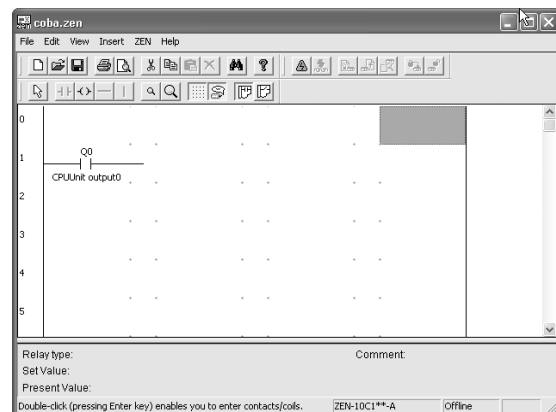 coba.zen
File Edit View Insert ZEN Help
0
Q0
1
CPUUnit output0
2
3
4
5
Relay type: Comment:
Set Value:
Present Value:
Double-click (pressing Enter key) enables you to enter contacts/coils. ZEN-10C1**-A Offline